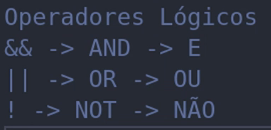 Operadores Lógicos
&& -> AND -> E
|| -> OR -> OU
! -> NOT -> NÃO